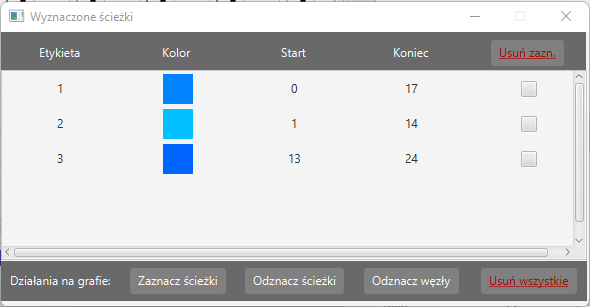 Wyznaczone ścieżki
Etykieta Kolor Start Koniec Usuń zazn.
1 0 17
2 1 14
3 13 24
Działania na grafie: Zaznacz ścieżki Odznacz ścieżki Odznacz węzły Usuń wszystkie